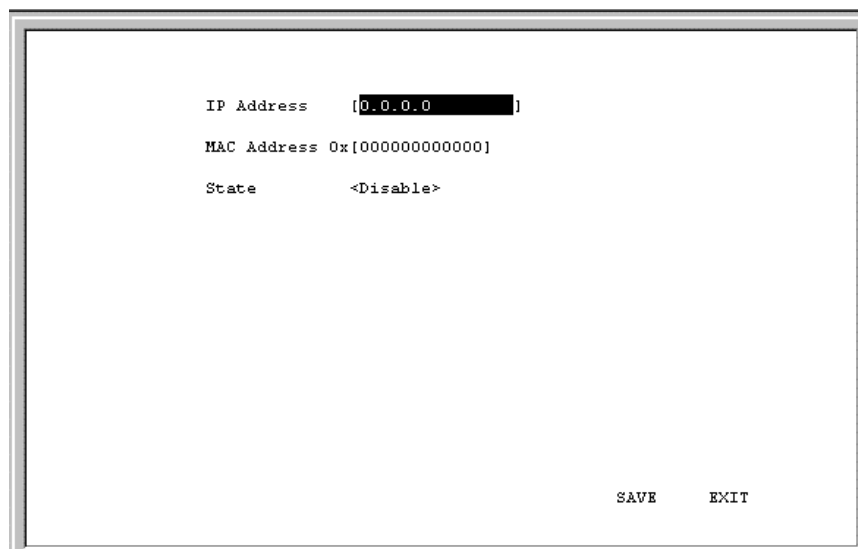 IP Address [0.0.0.0 ]
MAC Address 0x[000000000000]
State <Disable>
SAVE EXIT